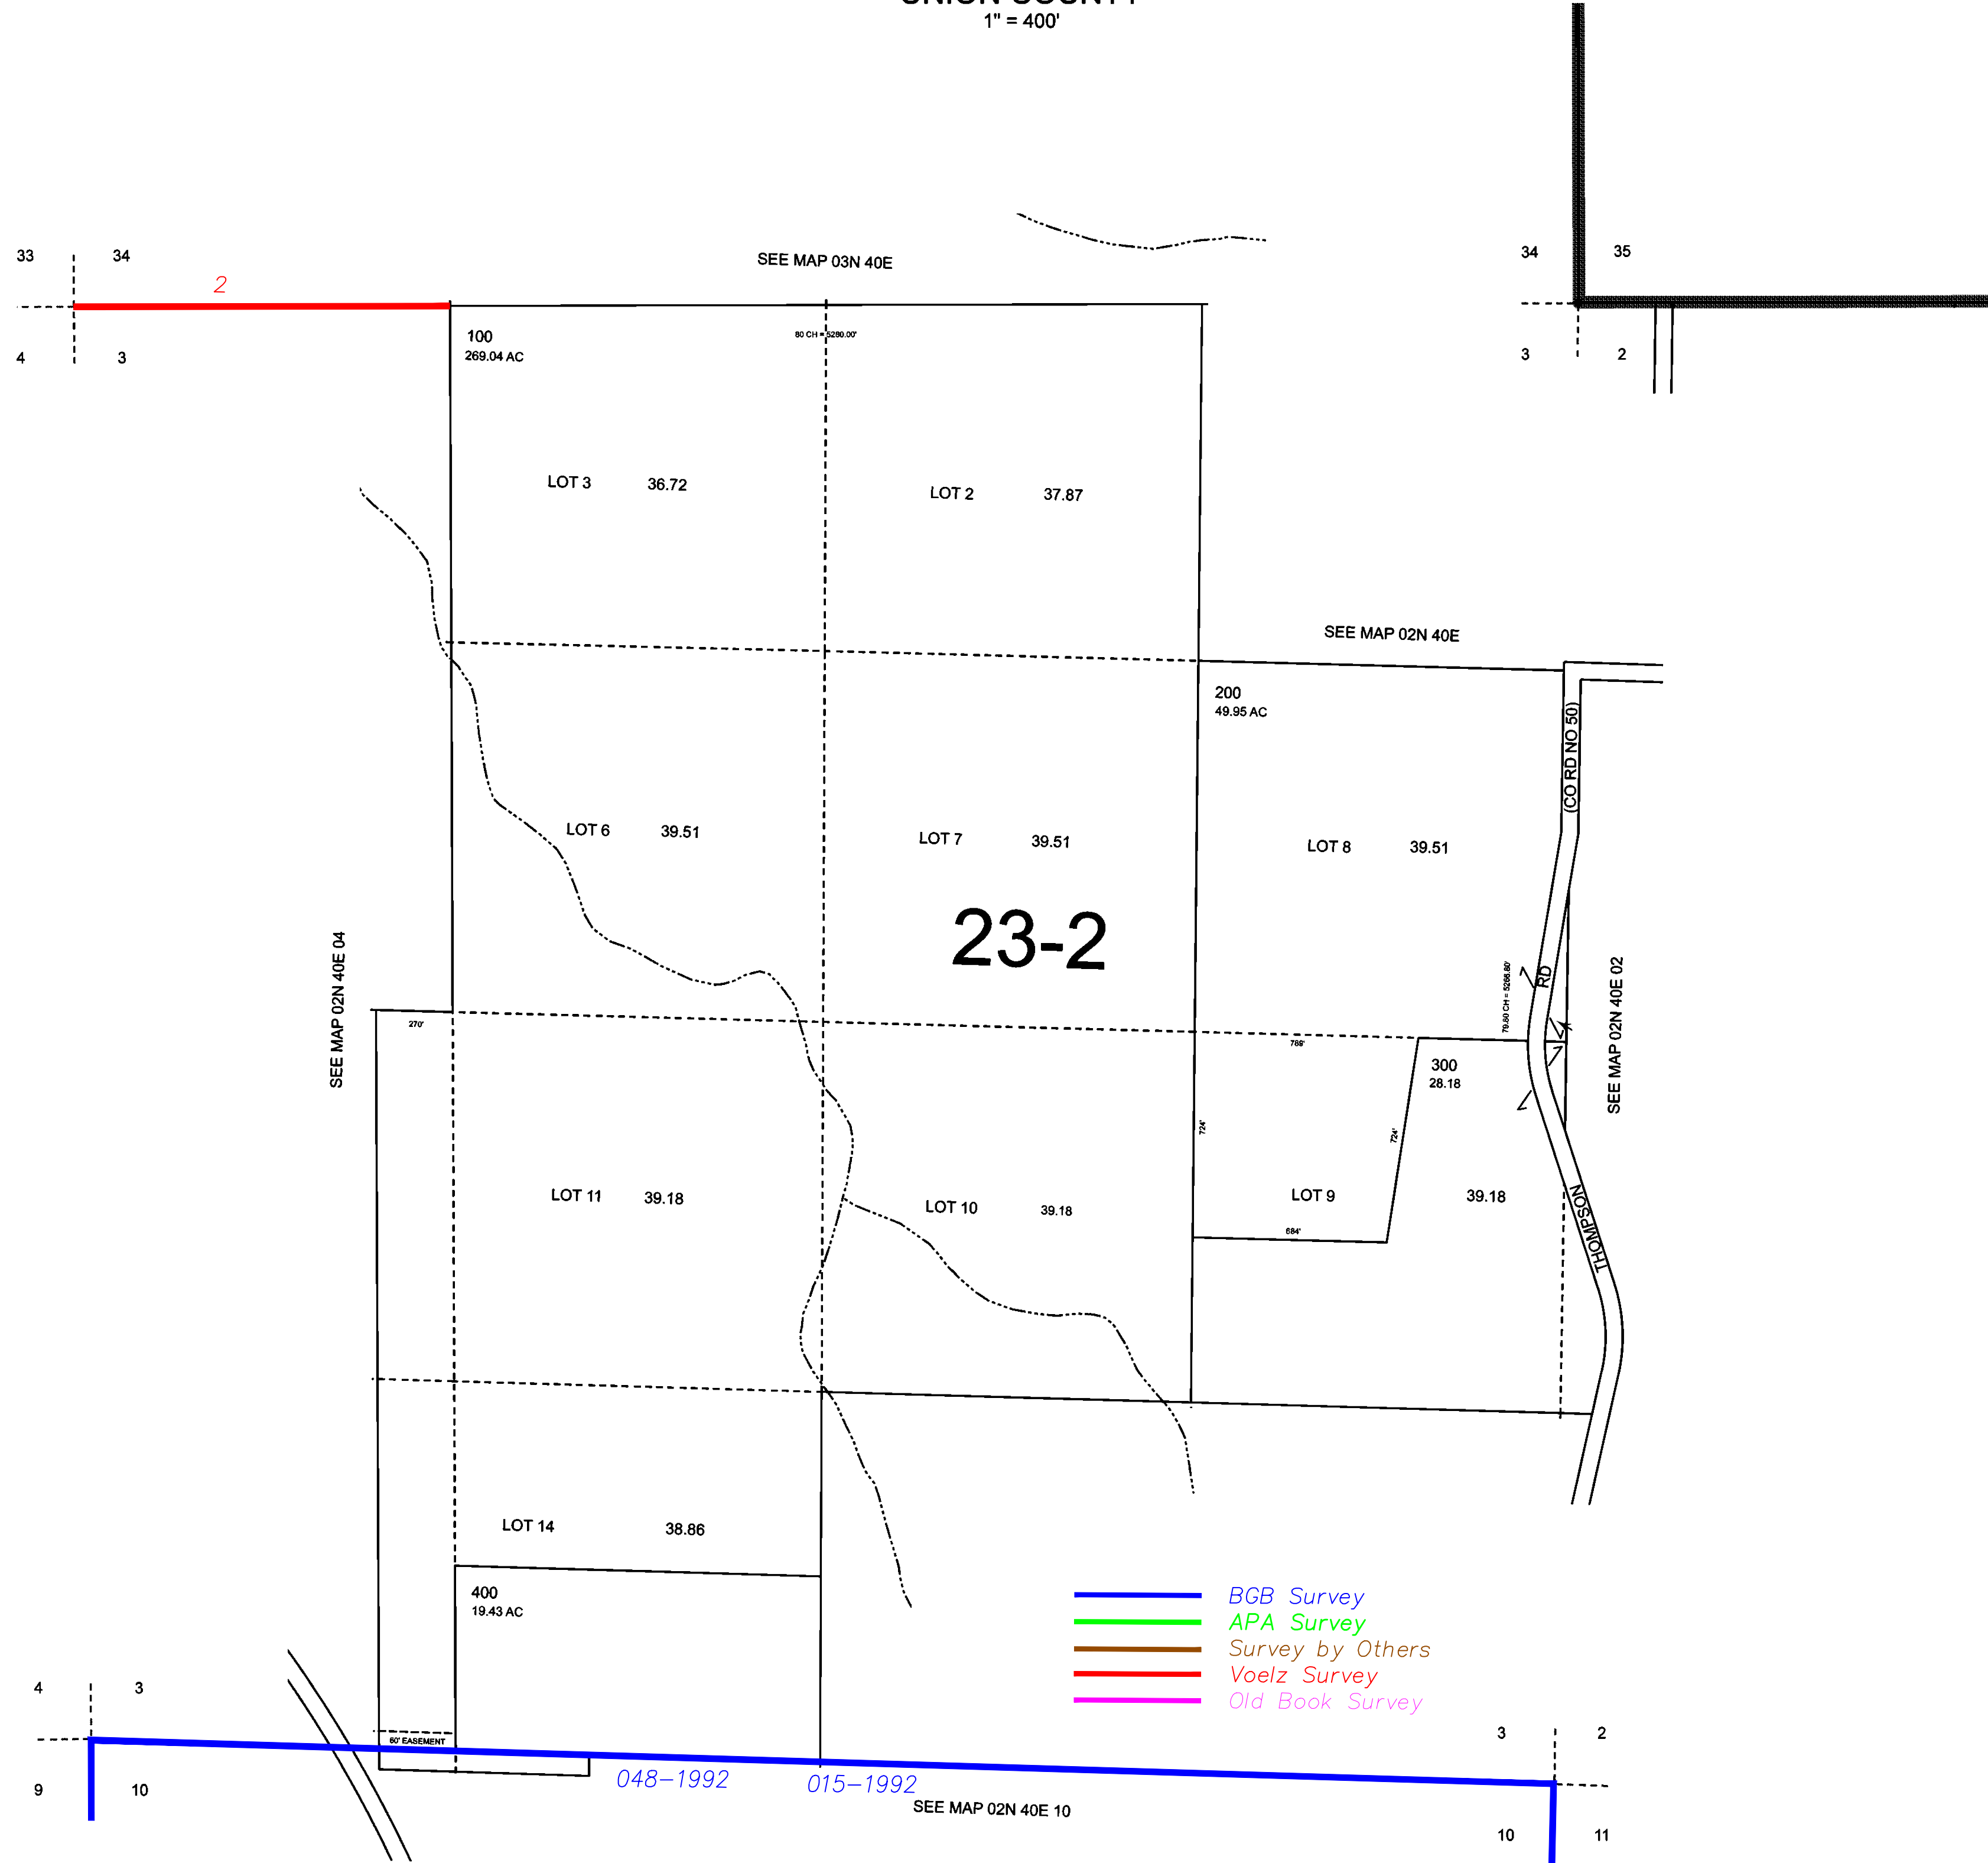 1" = 400'
33
34
2
4
3
SEE MAP 03N 40E
34
35
3
2
100
269.04 AC
80 CH = 5280.00'
LOT 3
36.72
LOT 2
37.87
SEE MAP 02N 40E
200
49.95 AC
(CO RD NO 50)
LOT 6
39.51
LOT 7
39.51
LOT 8
39.51
23-2
SEE MAP 02N 40E 04
270'
79.80 CH = 5266.80'
RD
SEE MAP 02N 40E 02
300
28.18
724'
724'
LOT 11
39.18
LOT 10
39.18
LOT 9
39.18
684'
THOMPSON
LOT 14
38.86
400
19.43 AC
BGB Survey
APA Survey
Survey by Others
Voelz Survey
Old Book Survey
4
3
9
10
60' EASEMENT
048-1992
015-1992
SEE MAP 02N 40E 10
3
2
10
11